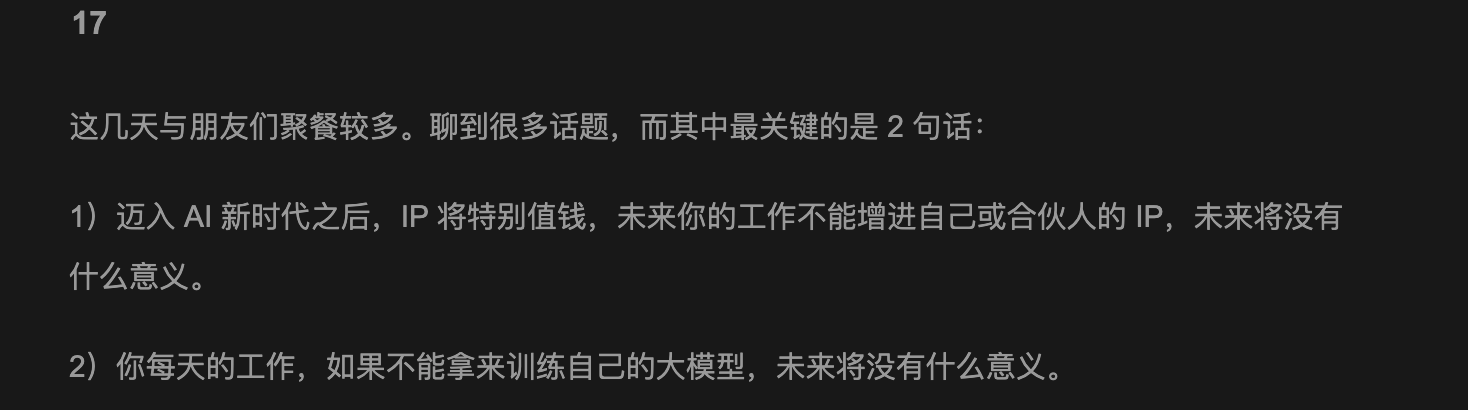 17
这几天与朋友们聚餐较多。聊到很多话题，而其中最关键的是 2 句话：
1）迈入 AI 新时代之后，IP 将特别值钱，未来你的工作不能增进自己或合伙人的 IP，未来将没有
什么意义。
2）你每天的工作，如果不能拿来训练自己的大模型，未来将没有什么意义。